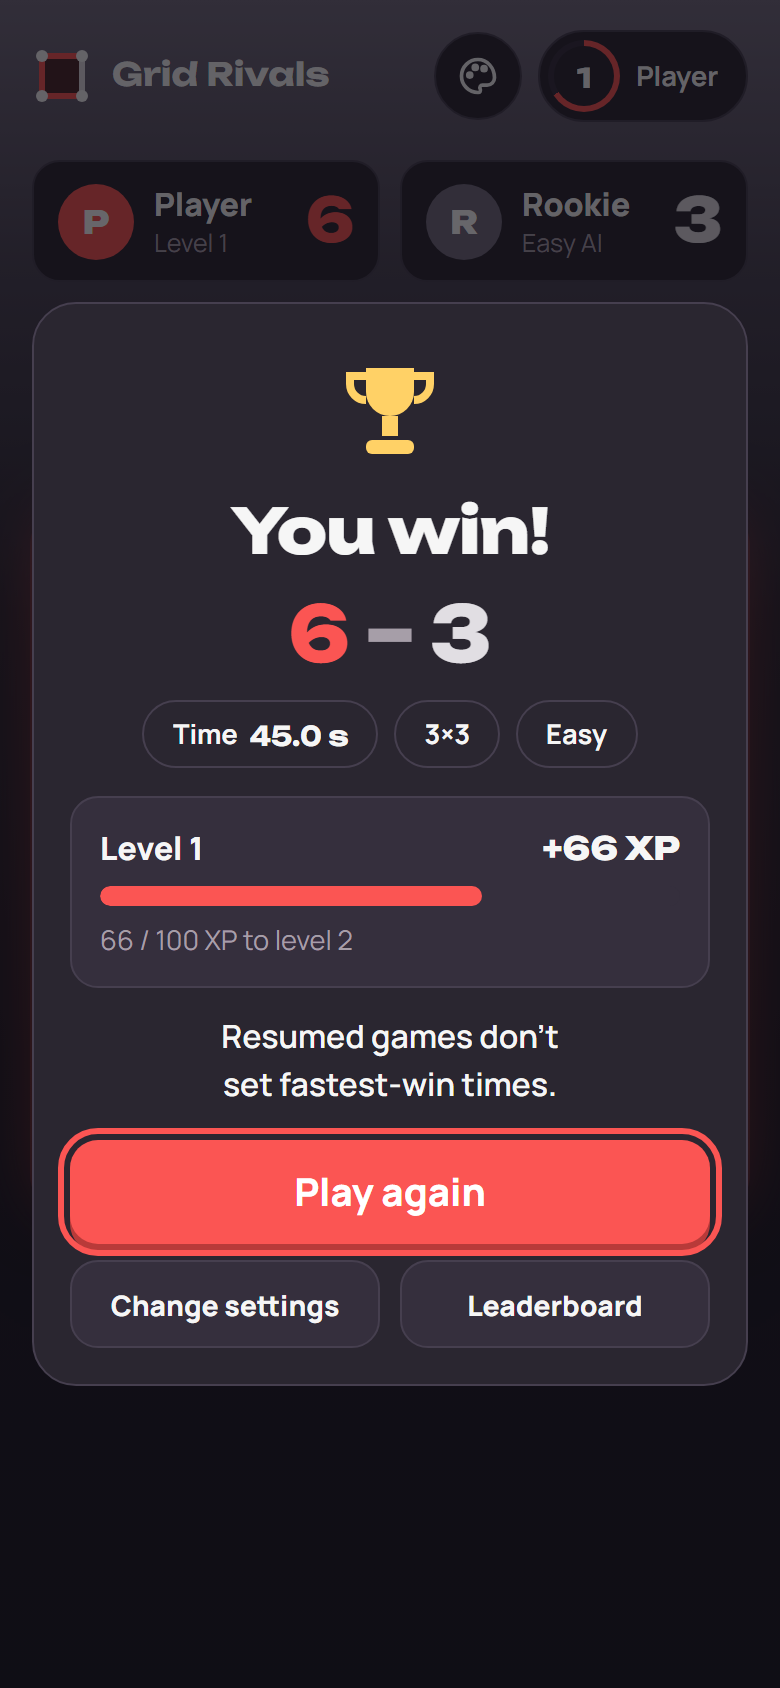 Grid Rivals
1 Player
P Player 6
Level 1
R Rookie 3
Easy AI
You win!
6 – 3
Time 45.0 s 3×3 Easy
Level 1 +66 XP
66 / 100 XP to level 2
Resumed games don’t
set fastest-win times.
Play again
Change settings Leaderboard